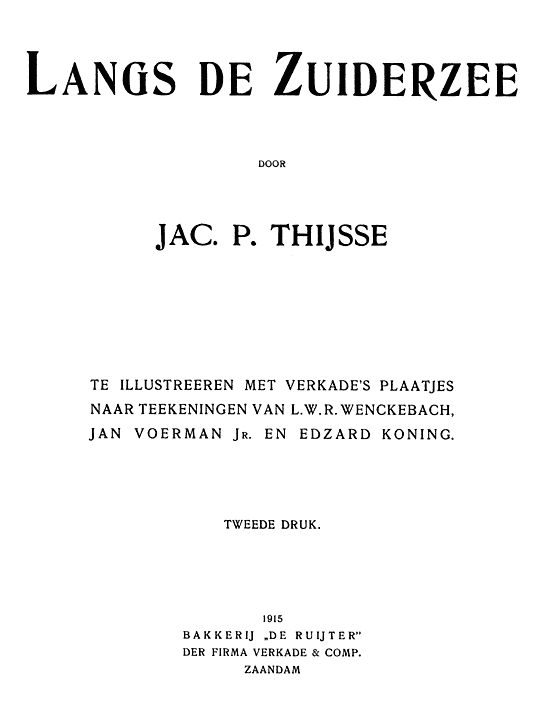 LANGS DE ZUIDERZEE
DOOR
JAC. P. THIJSSE
TE ILLUSTREEREN MET VERKADE'S PLAATJES
NAAR TEEKENINGEN VAN L.W.R. WENCKEBACH,
JAN VOERMAN JR. EN EDZARD KONING.
TWEEDE DRUK.
1915
BAKKERIJ „DE RUIJTER”
DER FIRMA VERKADE & COMP.
ZAANDAM